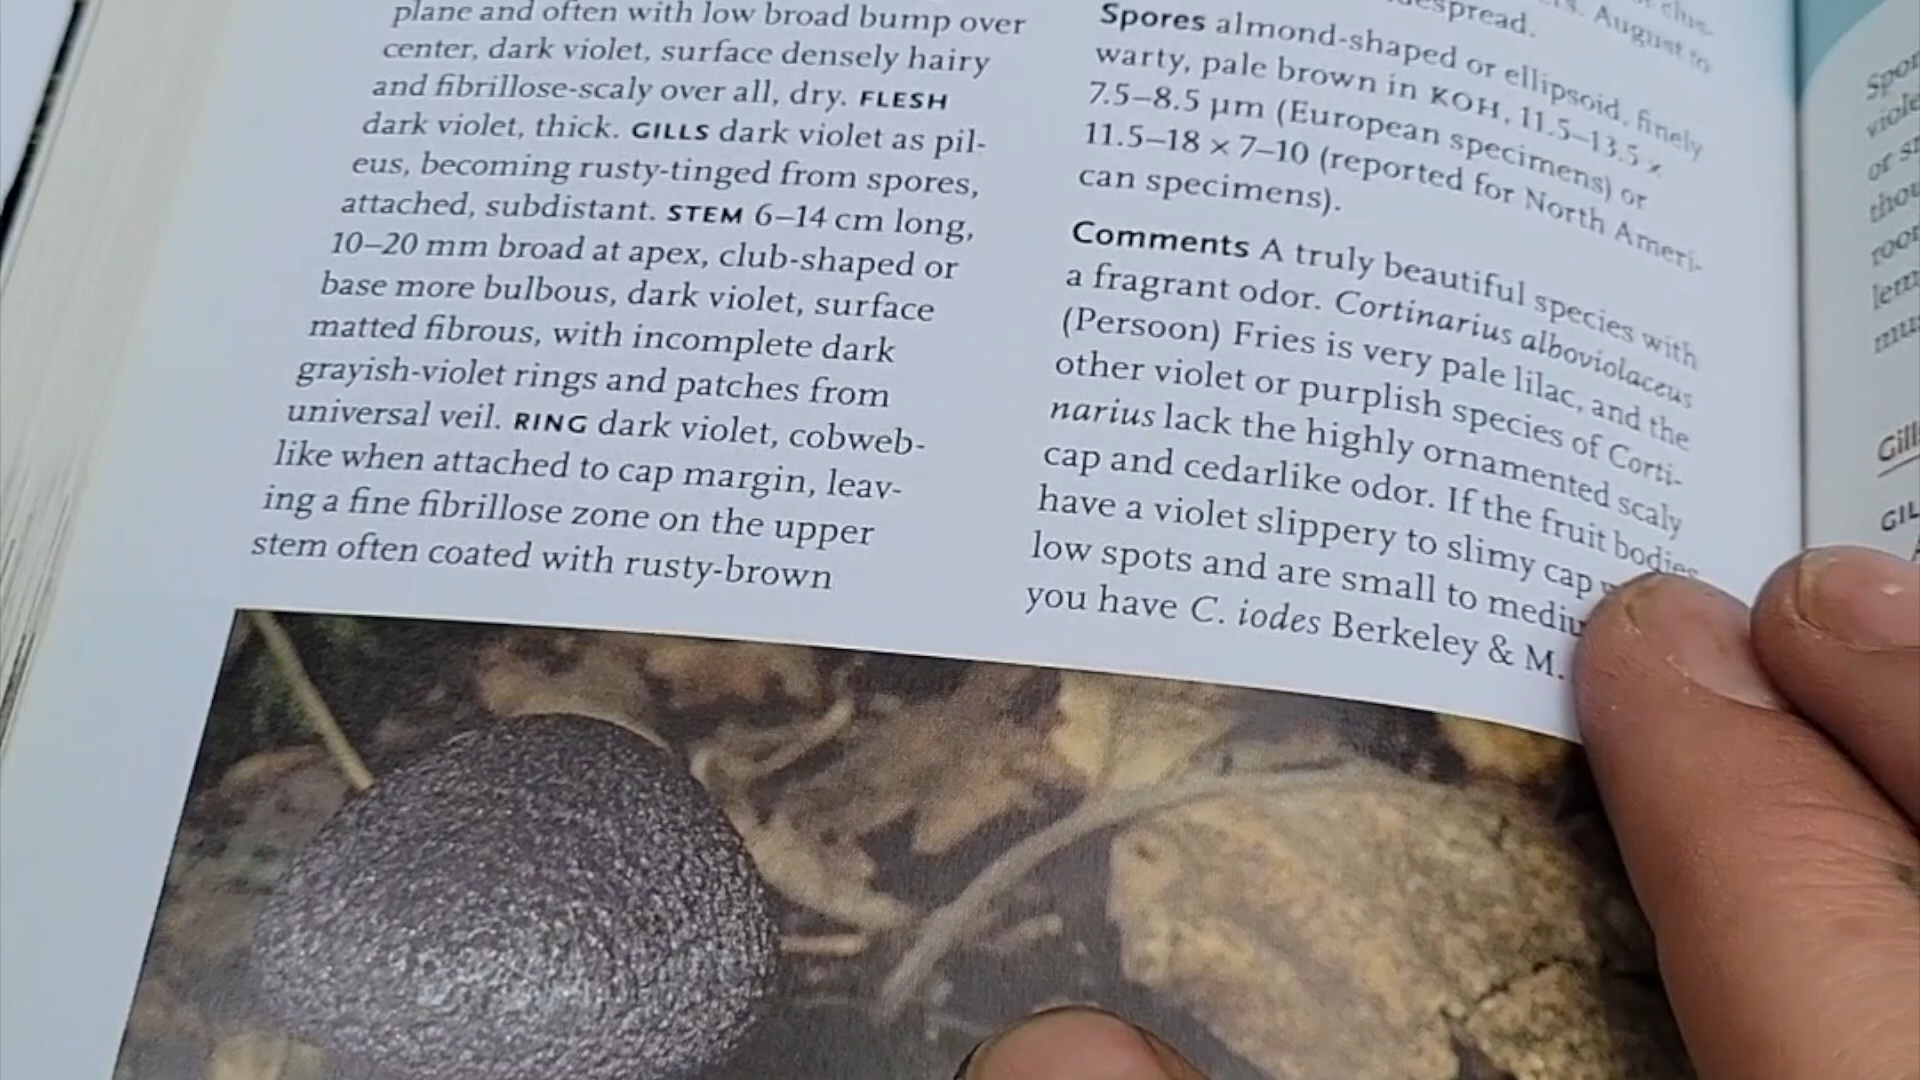 plane and often with low broad bump over
center, dark violet, surface densely hairy
and fibrillose-scaly over all, dry. FLESH
dark violet, thick. GILLS dark violet as pil-
eus, becoming rusty-tinged from spores,
attached, subdistant. STEM 6–14 cm long,
10–20 mm broad at apex, club-shaped or
base more bulbous, dark violet, surface
matted fibrous, with incomplete dark
grayish-violet rings and patches from
universal veil. RING dark violet, cobweb-
like when attached to cap margin, leav-
ing a fine fibrillose zone on the upper
stem often coated with rusty-brown
August to
Spores almond-shaped or ellipsoid, finely
warty, pale brown in KOH, 11.5–13.5 ×
7.5–8.5 µm (European specimens) or
11.5–18 × 7–10 (reported for North Ameri-
can specimens).
Comments A truly beautiful species with
a fragrant odor. Cortinarius alboviolaceus
(Persoon) Fries is very pale lilac, and the
other violet or purplish species of Corti-
narius lack the highly ornamented scaly
cap and cedarlike odor. If the fruit bodies
have a violet slippery to slimy cap
low spots and are small to
you have C. iodes Berkeley & M.